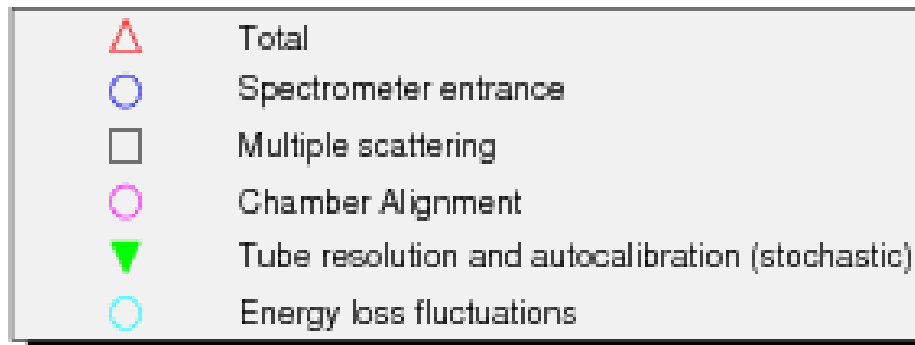 Total
Spectrometer entrance
Multiple scattering
Chamber Alignment
Tube resolution and autocalibration (stochastic)
Energy loss fluctuations